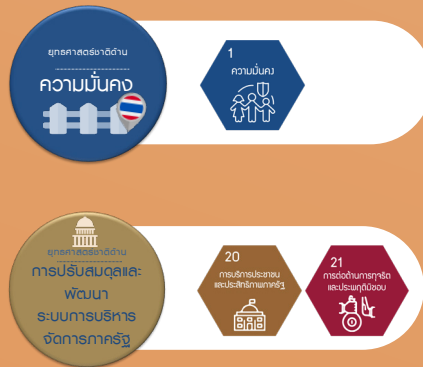 ยุทธศาสตร์ชาติด้าน
ความมั่นคง
1
ความมั่นคง
ยุทธศาสตร์ชาติด้าน
การปรับสมดุลและ
พัฒนา
ระบบการบริหาร
จัดการภาครัฐ
20
การบริการประชาชน
และประสิทธิภาพภาครัฐ
21
การต่อต้านการทุจริต
และประพฤติมิชอบ